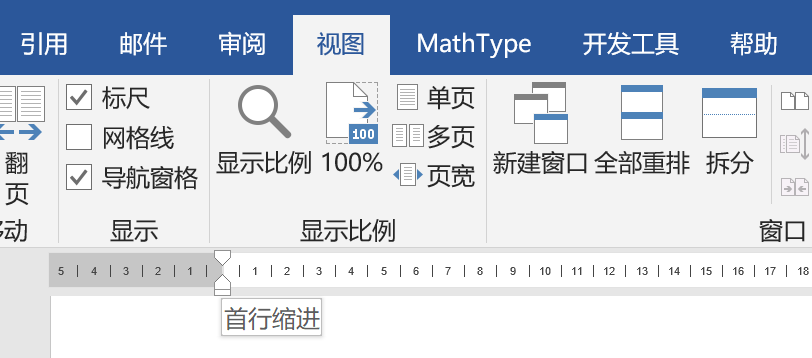 引用 邮件 审阅 视图 MathType 开发工具 帮助
标尺 单页
网格线 100 多页
翻 显示比例 100% 新建窗口 全部重排 拆分
导航窗格 页宽
页
移动 显示 显示比例 窗口
5 4 3 2 1 1 2 3 4 5 6 7 8 9 10 11 12 13 14 15 16 17 18
首行缩进